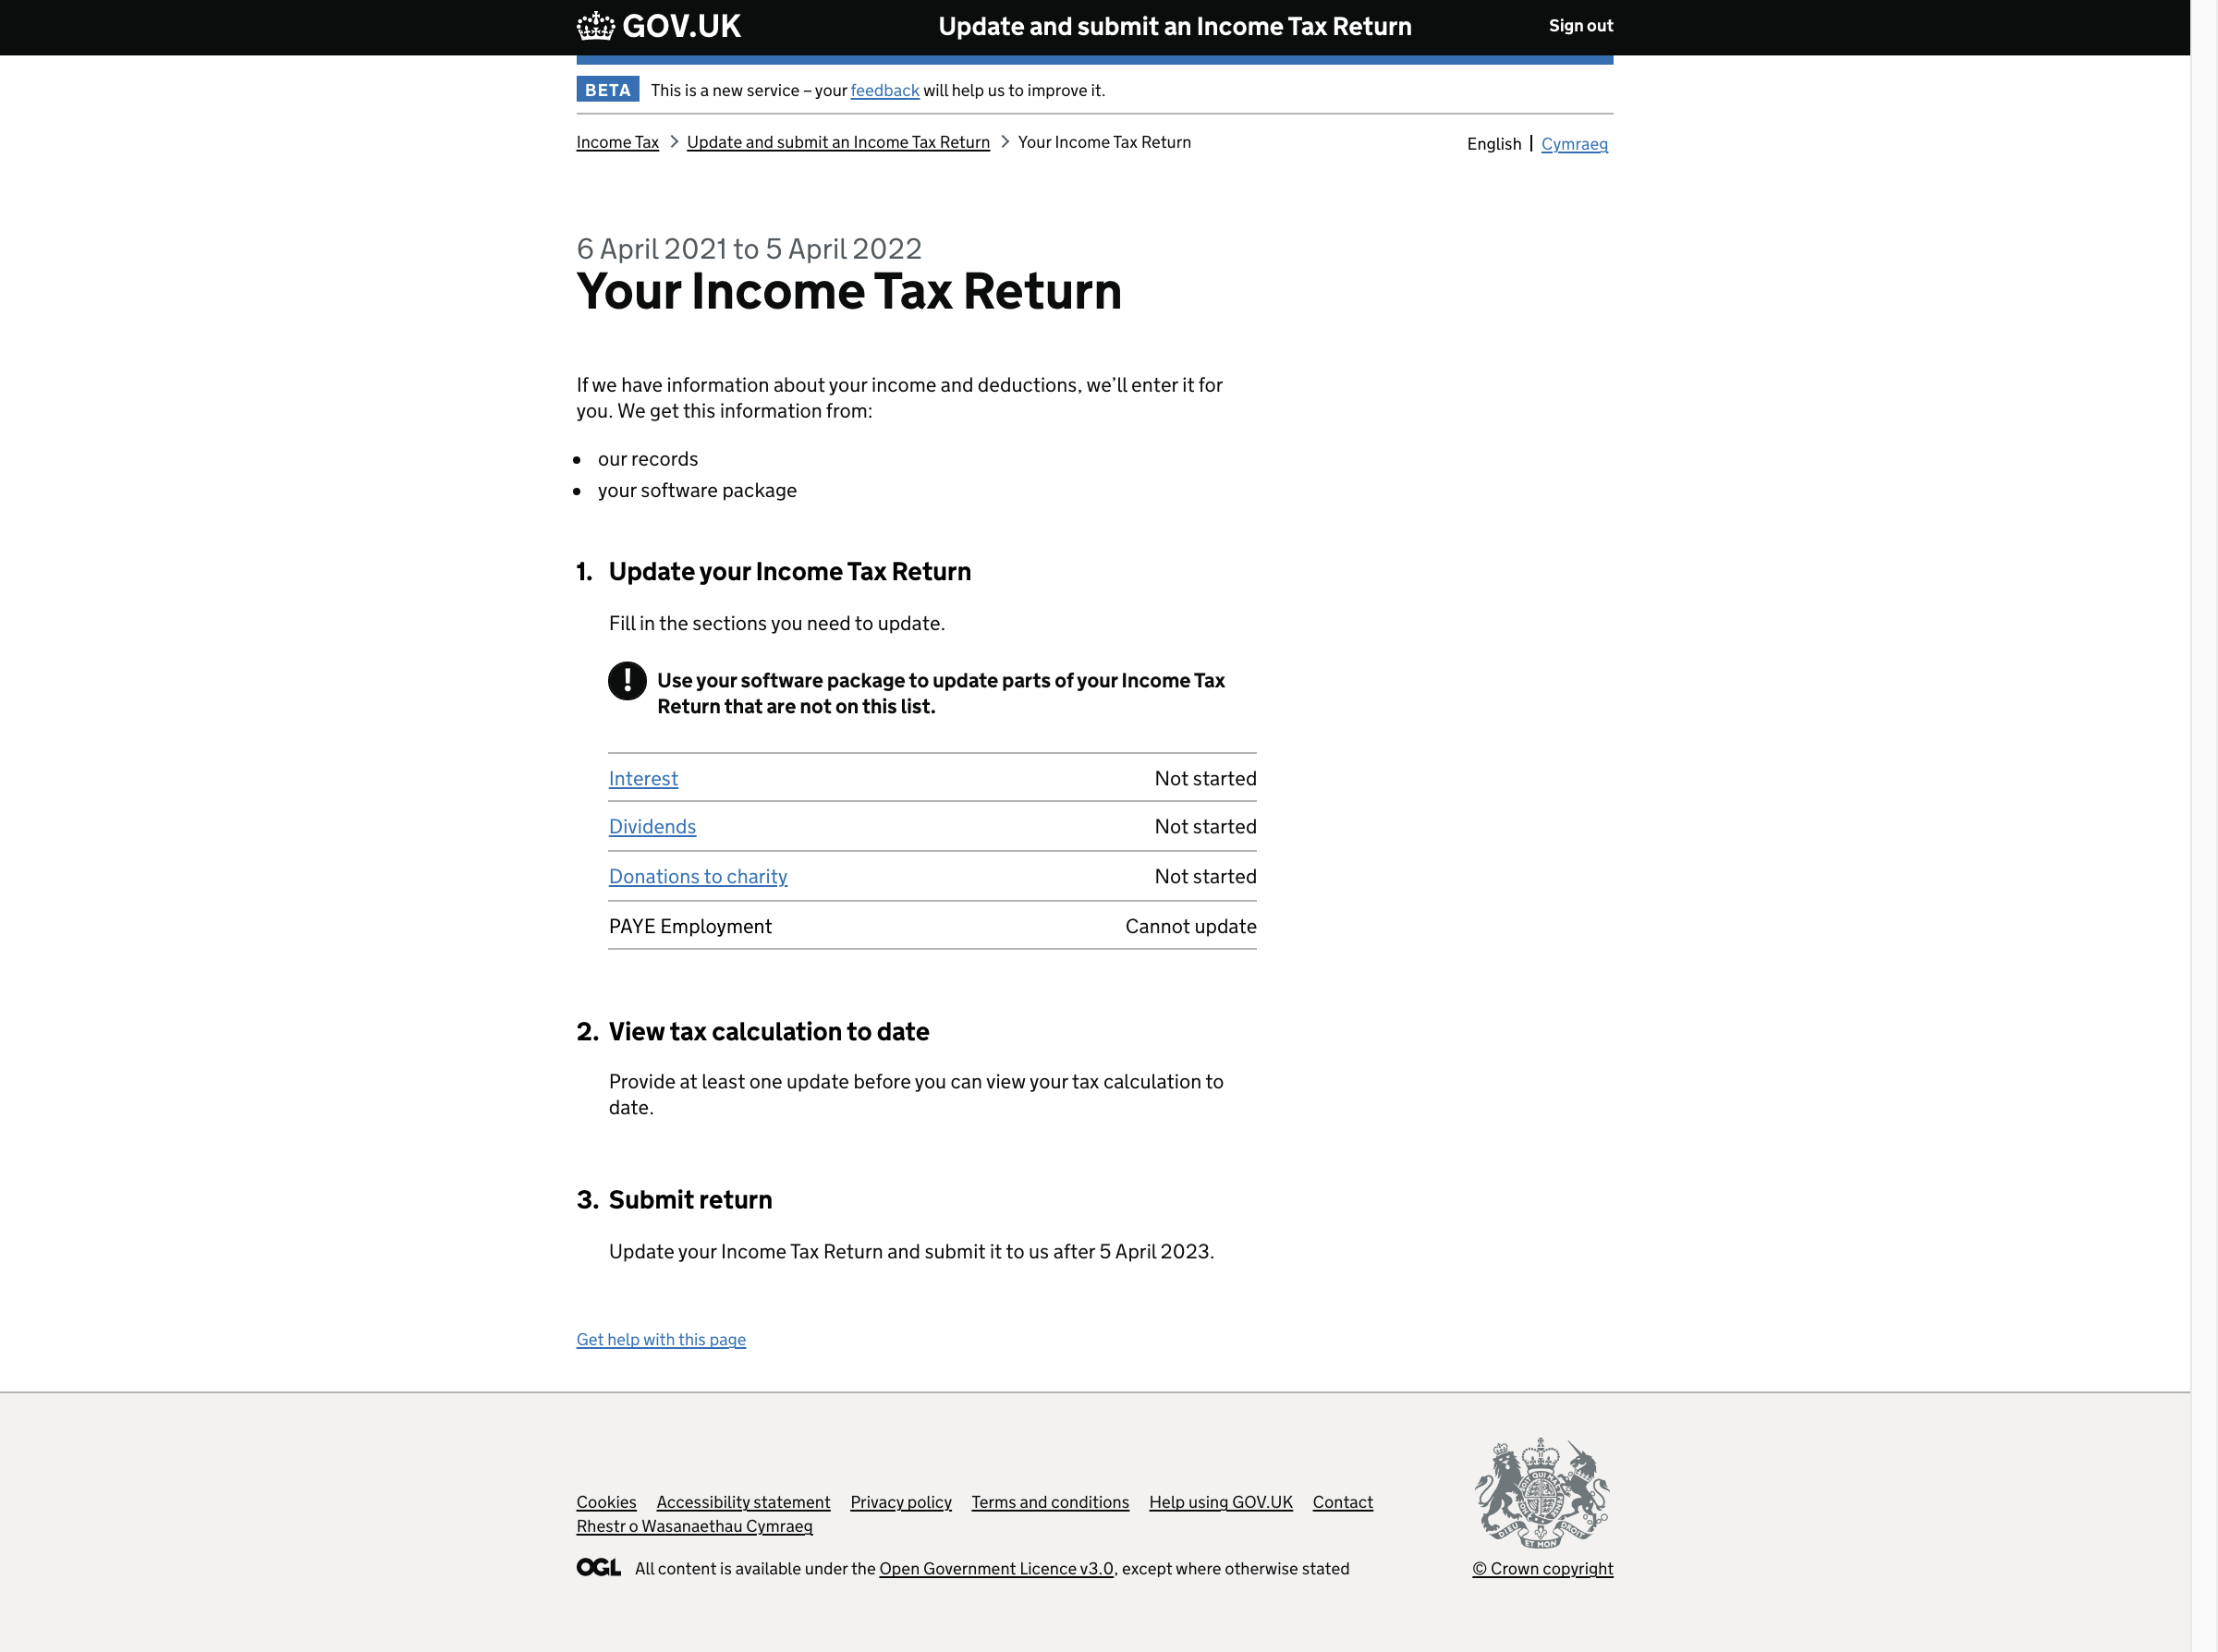 GOV.UK
Update and submit an Income Tax Return
Sign out
BETA
This is a new service – your feedback will help us to improve it.
Income Tax
Update and submit an Income Tax Return
Your Income Tax Return
English
Cymraeg
6 April 2021 to 5 April 2022
Your Income Tax Return
If we have information about your income and deductions, we’ll enter it for
you. We get this information from:
our records
your software package
1. Update your Income Tax Return
Fill in the sections you need to update.
! Use your software package to update parts of your Income Tax
Return that are not on this list.
Interest Not started
Dividends Not started
Donations to charity Not started
PAYE Employment Cannot update
2. View tax calculation to date
Provide at least one update before you can view your tax calculation to
date.
3. Submit return
Update your Income Tax Return and submit it to us after 5 April 2023.
Get help with this page
Cookies Accessibility statement Privacy policy Terms and conditions Help using GOV.UK Contact
Rhestr o Wasanaethau Cymraeg
OGL All content is available under the Open Government Licence v3.0, except where otherwise stated
DIEU ET MON DROIT
© Crown copyright